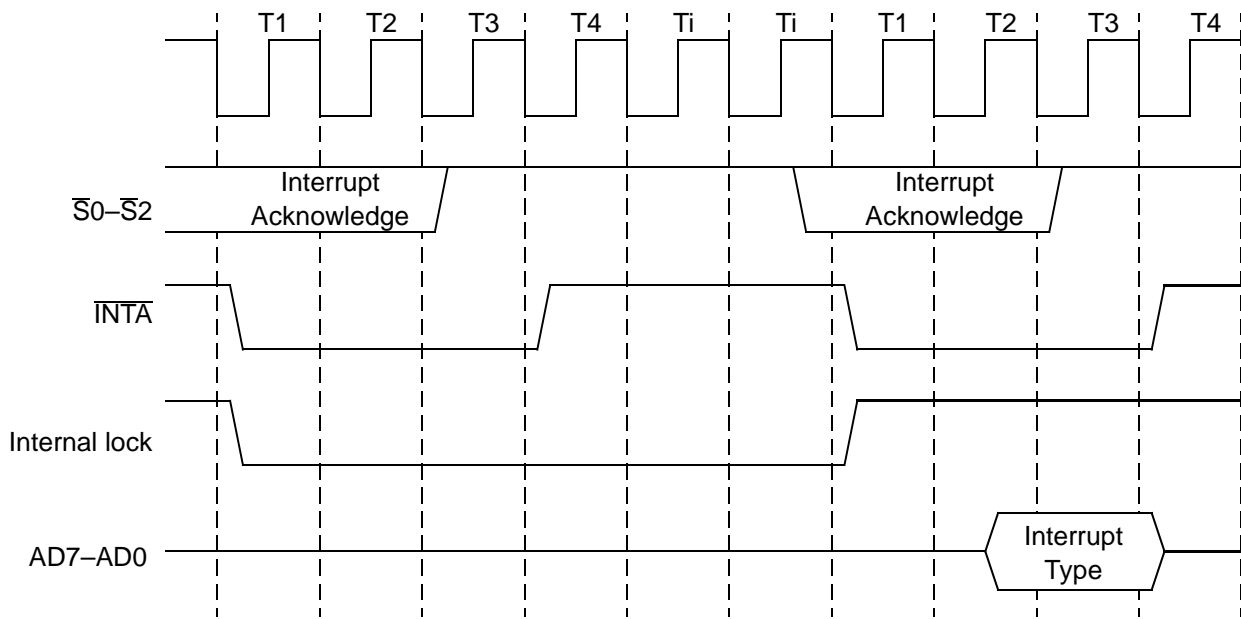 T1 T2 T3 T4 Ti Ti T1 T2 T3 T4
S̅0–S̅2
Interrupt
Acknowledge
Interrupt
Acknowledge
I̅N̅T̅A̅
Internal lock
AD7–AD0
Interrupt
Type